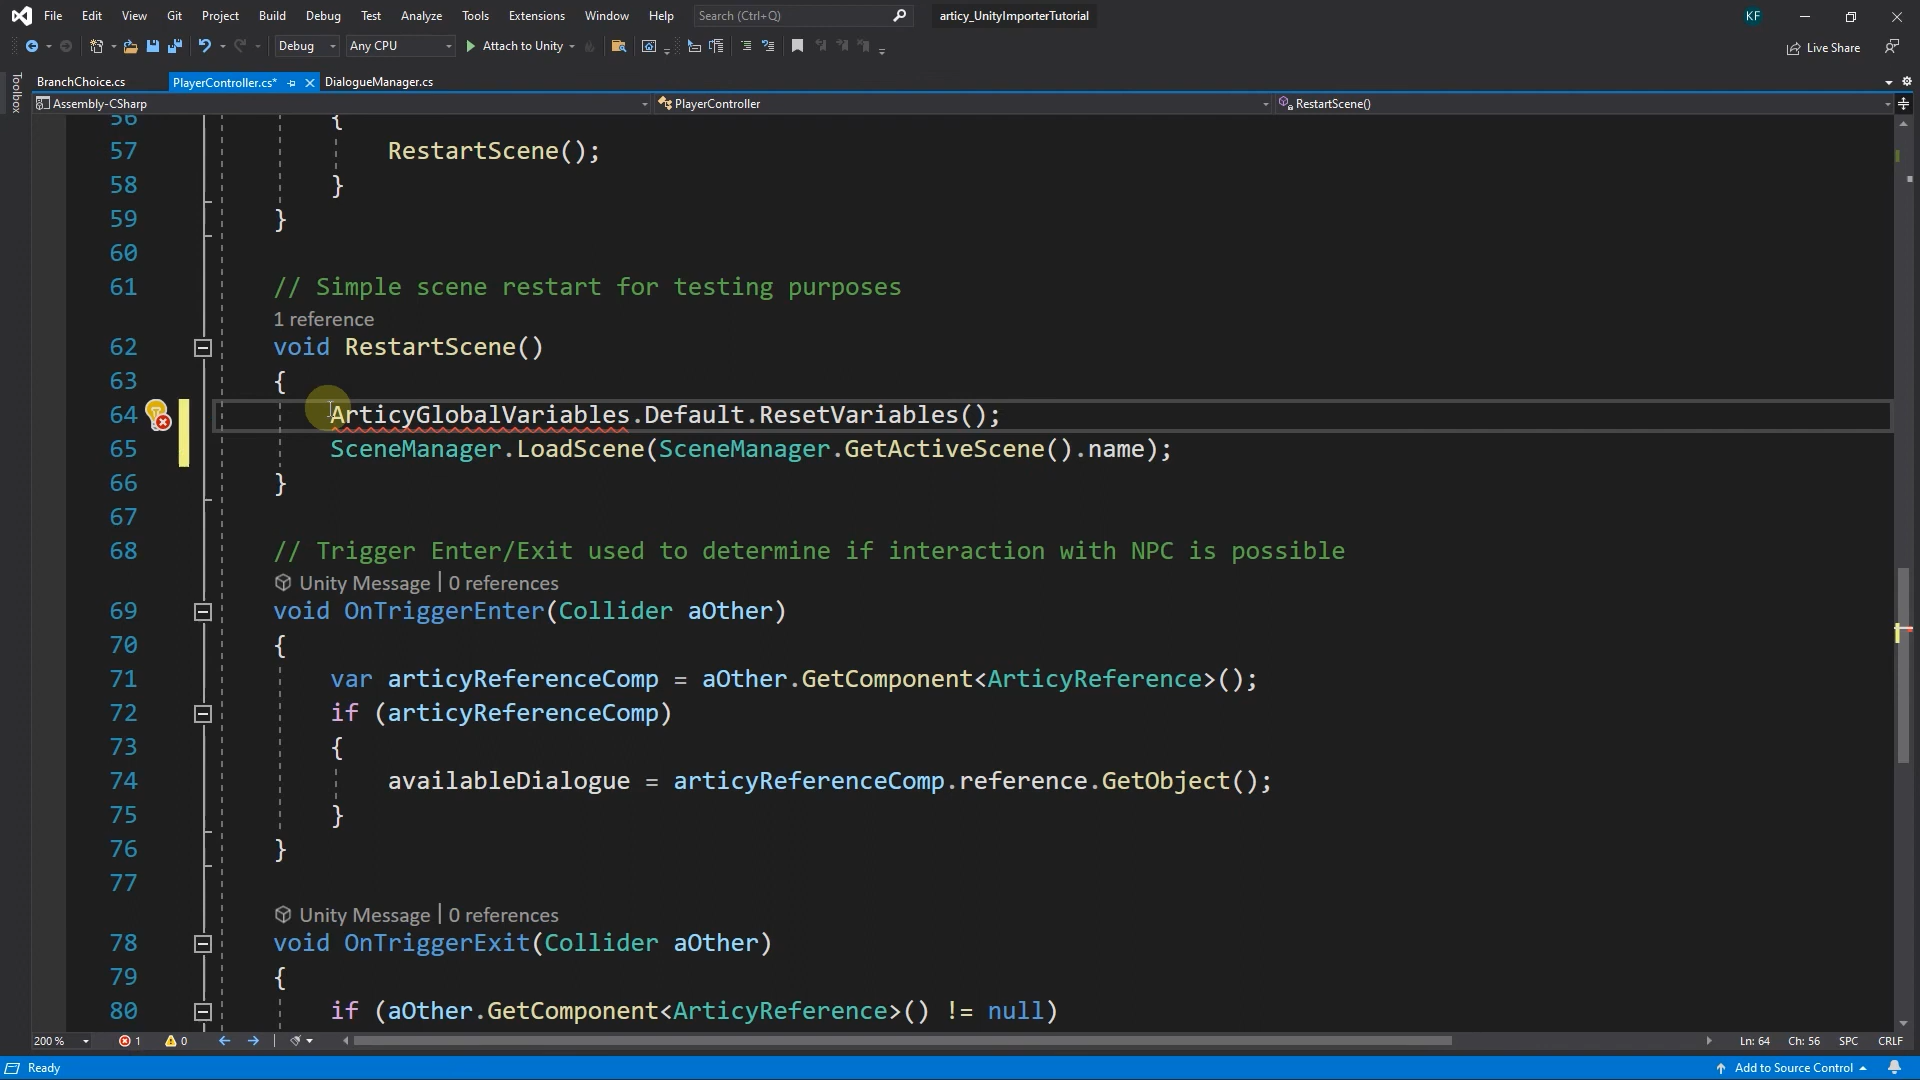 File Edit View Git Project Build Debug Test Analyze Tools Extensions Window Help Search (Ctrl+Q) articy_UnityImporterTutorial KF
Debug Any CPU Attach to Unity Live Share
Toolbox
BranchChoice.cs PlayerController.cs* DialogueManager.cs
Assembly-CSharp PlayerController RestartScene()
56 {
57 RestartScene();
58 }
59 }
60
61 // Simple scene restart for testing purposes
1 reference
62 void RestartScene()
63 {
64 ArticyGlobalVariables.Default.ResetVariables();
65 SceneManager.LoadScene(SceneManager.GetActiveScene().name);
66 }
67
68 // Trigger Enter/Exit used to determine if interaction with NPC is possible
Unity Message | 0 references
69 void OnTriggerEnter(Collider aOther)
70 {
71 var articyReferenceComp = aOther.GetComponent<ArticyReference>();
72 if (articyReferenceComp)
73 {
74 availableDialogue = articyReferenceComp.reference.GetObject();
75 }
76 }
77
Unity Message | 0 references
78 void OnTriggerExit(Collider aOther)
79 {
80 if (aOther.GetComponent<ArticyReference>() != null)
200 % 1 0 Ln: 64 Ch: 56 SPC CRLF
Ready Add to Source Control